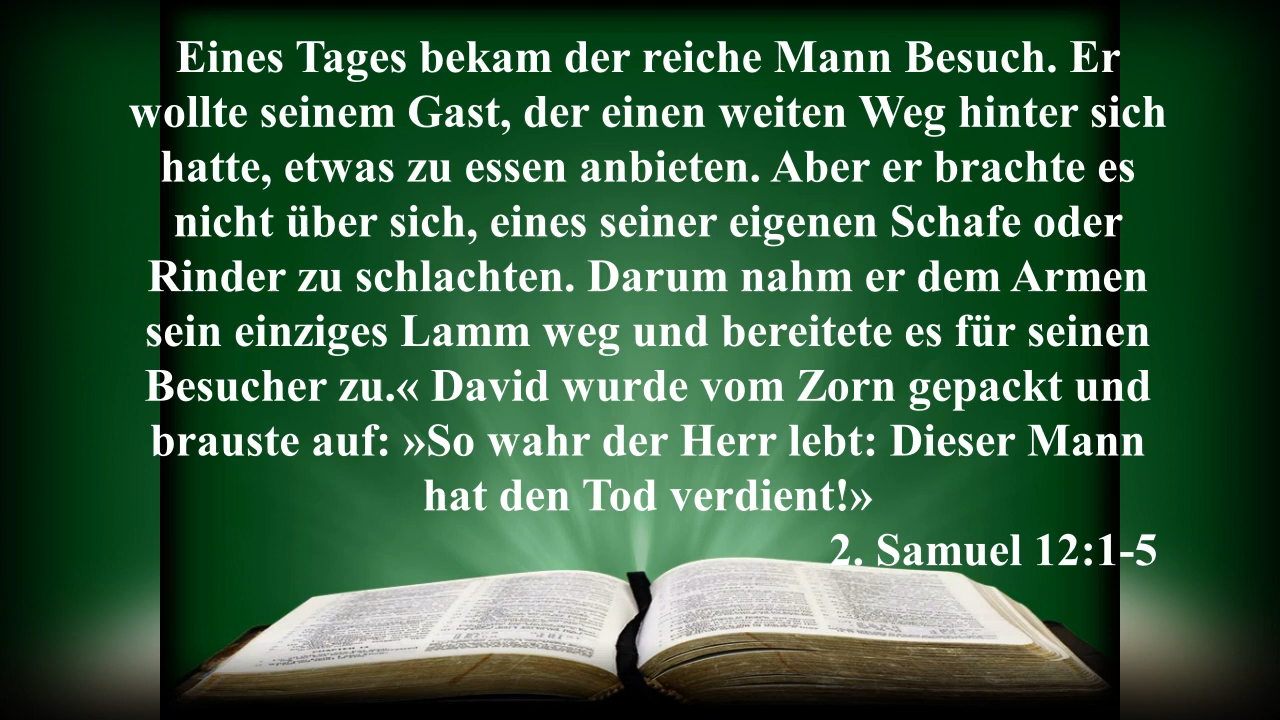 Eines Tages bekam der reiche Mann Besuch. Er
wollte seinem Gast, der einen weiten Weg hinter sich
hatte, etwas zu essen anbieten. Aber er brachte es
nicht über sich, eines seiner eigenen Schafe oder
Rinder zu schlachten. Darum nahm er dem Armen
sein einziges Lamm weg und bereitete es für seinen
Besucher zu.« David wurde vom Zorn gepackt und
brauste auf: »So wahr der Herr lebt: Dieser Mann
hat den Tod verdient!»
2. Samuel 12:1-5